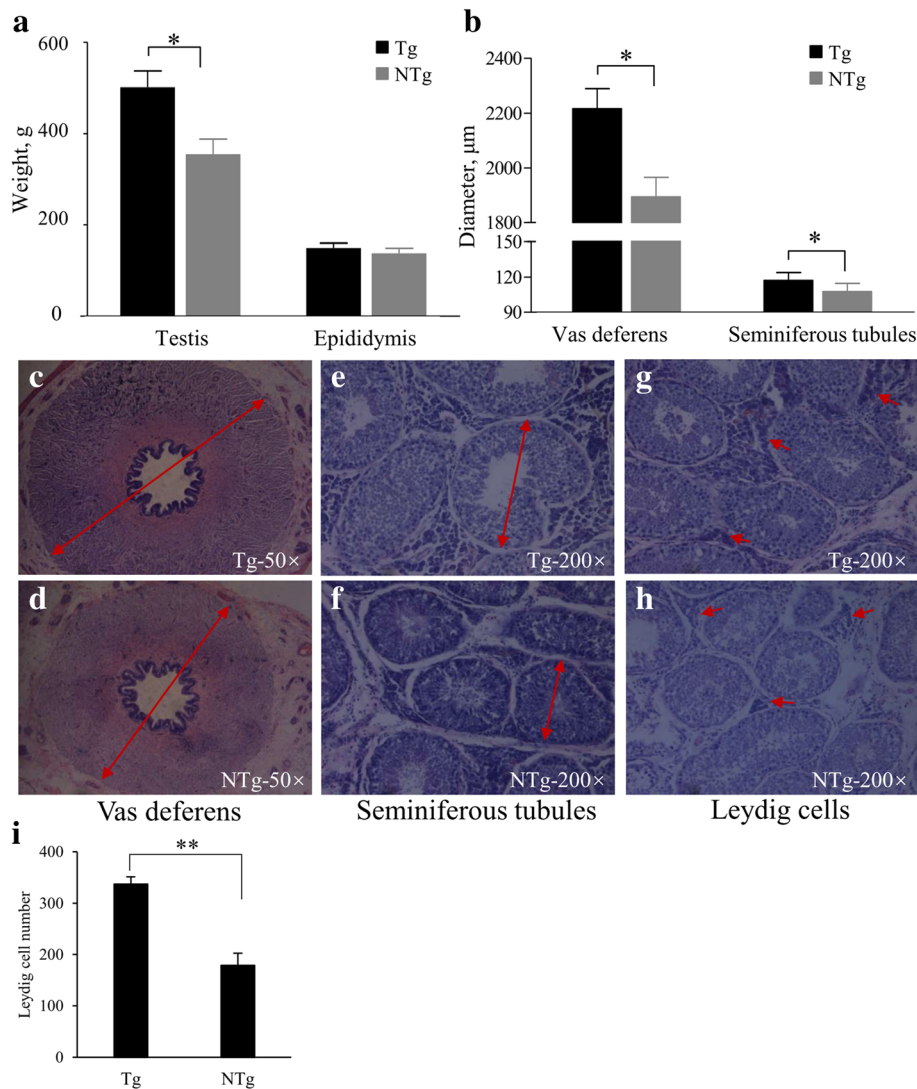 a
Weight, g
600
400
200
0
*
Tg
NTg
Testis
Epididymis
b
Diameter, μm
2400
2200
2000
1800
150
120
90
*
*
Tg
NTg
Vas deferens
Seminiferous tubules
c
Tg-50×
e
Tg-200×
g
Tg-200×
d
NTg-50×
f
NTg-200×
h
NTg-200×
Vas deferens
Seminiferous tubules
Leydig cells
i
Leydig cell number
400
300
200
100
0
**
Tg
NTg